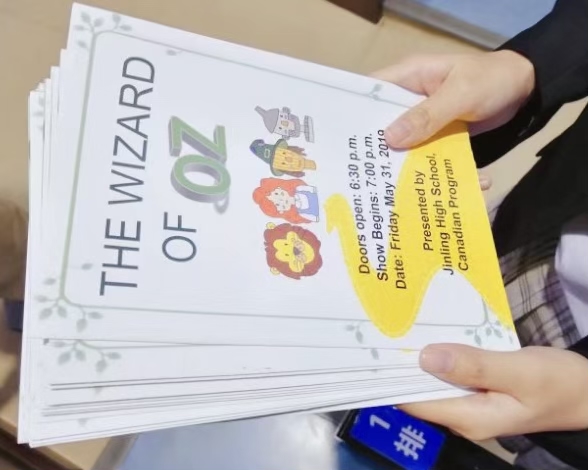 THE WIZARD
OF OZ
Doors open: 6:30 p.m.
Show Begins: 7:00 p.m.
Date: Friday May 31, 2019
Presented by
Jinling High School,
Canadian Program
1
排